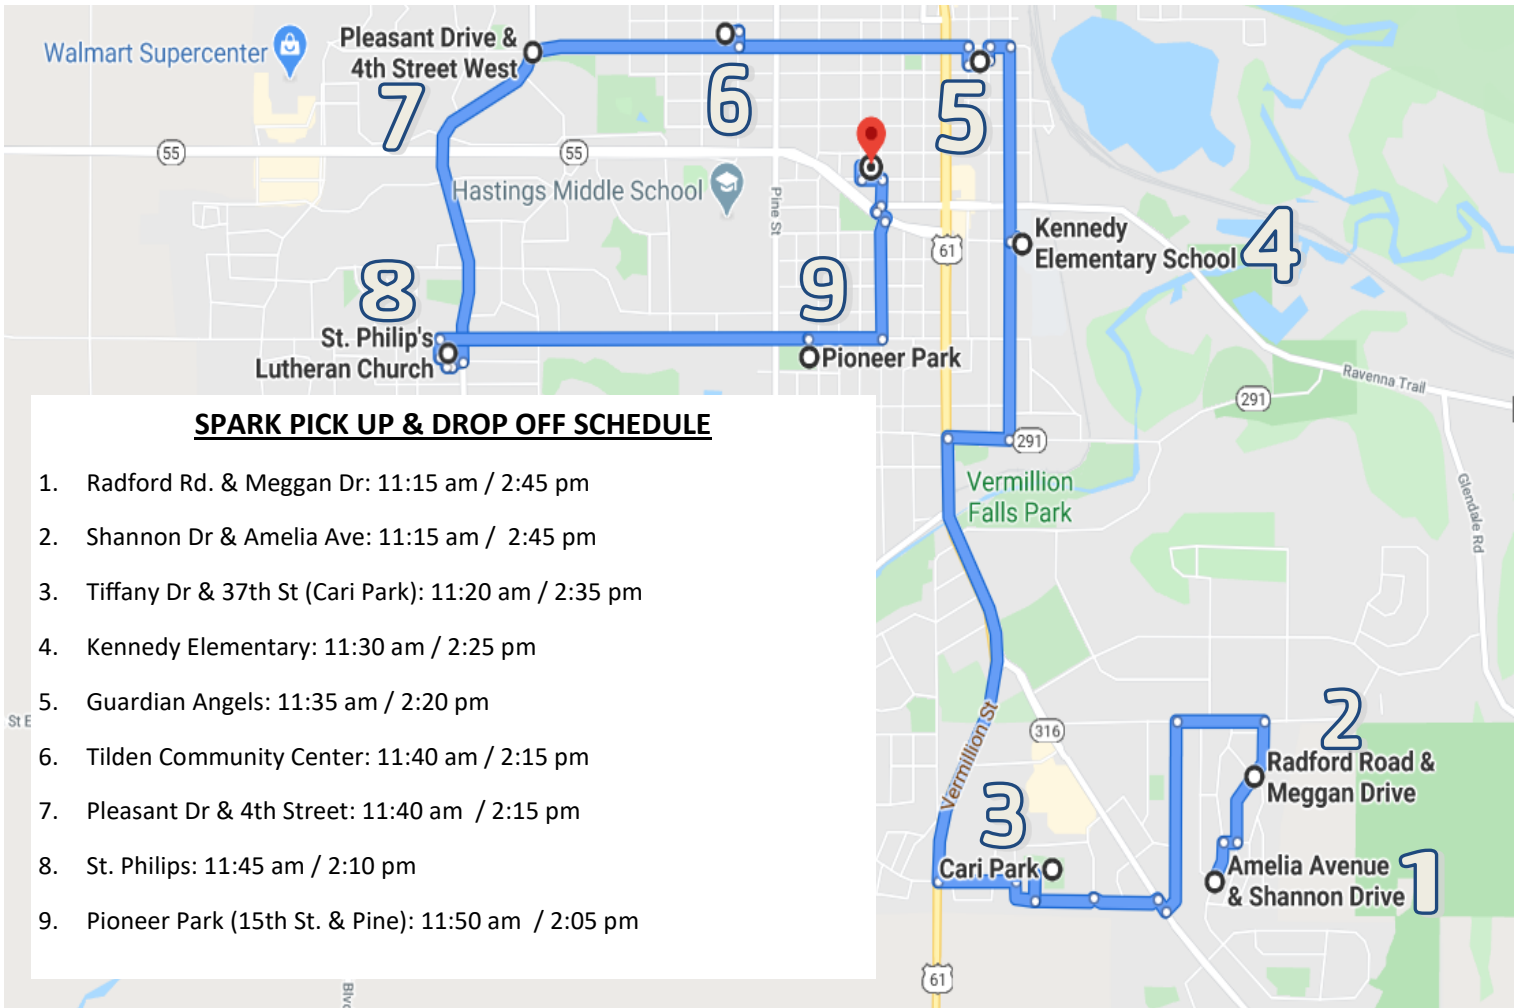 Walmart Supercenter
Pleasant Drive &
4th Street West
7
6
5
55
55
Hastings Middle School
Pine St
61
Kennedy
Elementary School
4
8
9
St. Philip's
Lutheran Church
Pioneer Park
Ravenna Trail
291
291
Glendale Rd
Vermillion
Falls Park
SPARK PICK UP & DROP OFF SCHEDULE
1. Radford Rd. & Meggan Dr: 11:15 am / 2:45 pm
2. Shannon Dr & Amelia Ave: 11:15 am / 2:45 pm
3. Tiffany Dr & 37th St (Cari Park): 11:20 am / 2:35 pm
4. Kennedy Elementary: 11:30 am / 2:25 pm
5. Guardian Angels: 11:35 am / 2:20 pm
6. Tilden Community Center: 11:40 am / 2:15 pm
7. Pleasant Dr & 4th Street: 11:40 am / 2:15 pm
8. St. Philips: 11:45 am / 2:10 pm
9. Pioneer Park (15th St. & Pine): 11:50 am / 2:05 pm
St E
Vermillion St
316
2
Radford Road &
Meggan Drive
3
Cari Park
Amelia Avenue
& Shannon Drive
1
61
Blvd